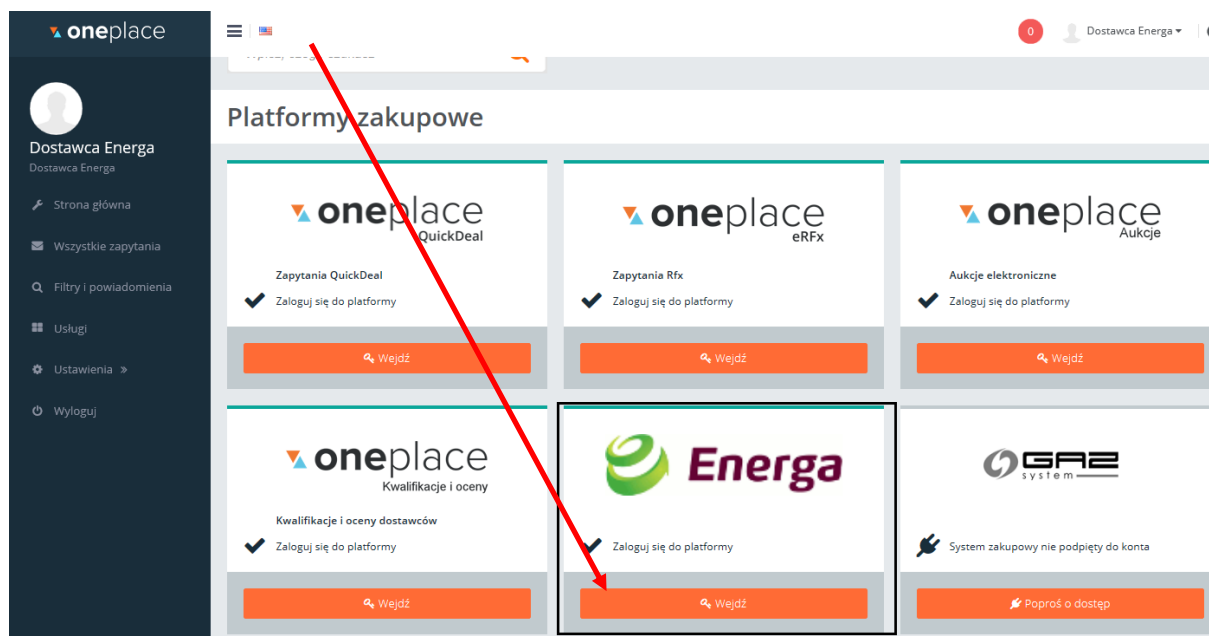 oneplace
0
Dostawca Energa
Dostawca Energa
Dostawca Energa
Strona główna
Wszystkie zapytania
Filtry i powiadomienia
Usługi
Ustawienia »
Wyloguj
Platformy zakupowe
oneplace
QuickDeal
Zapytania QuickDeal
Zaloguj się do platformy
Wejdź
oneplace
eRFx
Zapytania Rfx
Zaloguj się do platformy
Wejdź
oneplace
Aukcje
Aukcje elektroniczne
Zaloguj się do platformy
Wejdź
oneplace
Kwalifikacje i oceny
Kwalifikacje i oceny dostawców
Zaloguj się do platformy
Wejdź
Energa
Zaloguj się do platformy
Wejdź
GAZ
system
System zakupowy nie podpięty do konta
Poproś o dostęp